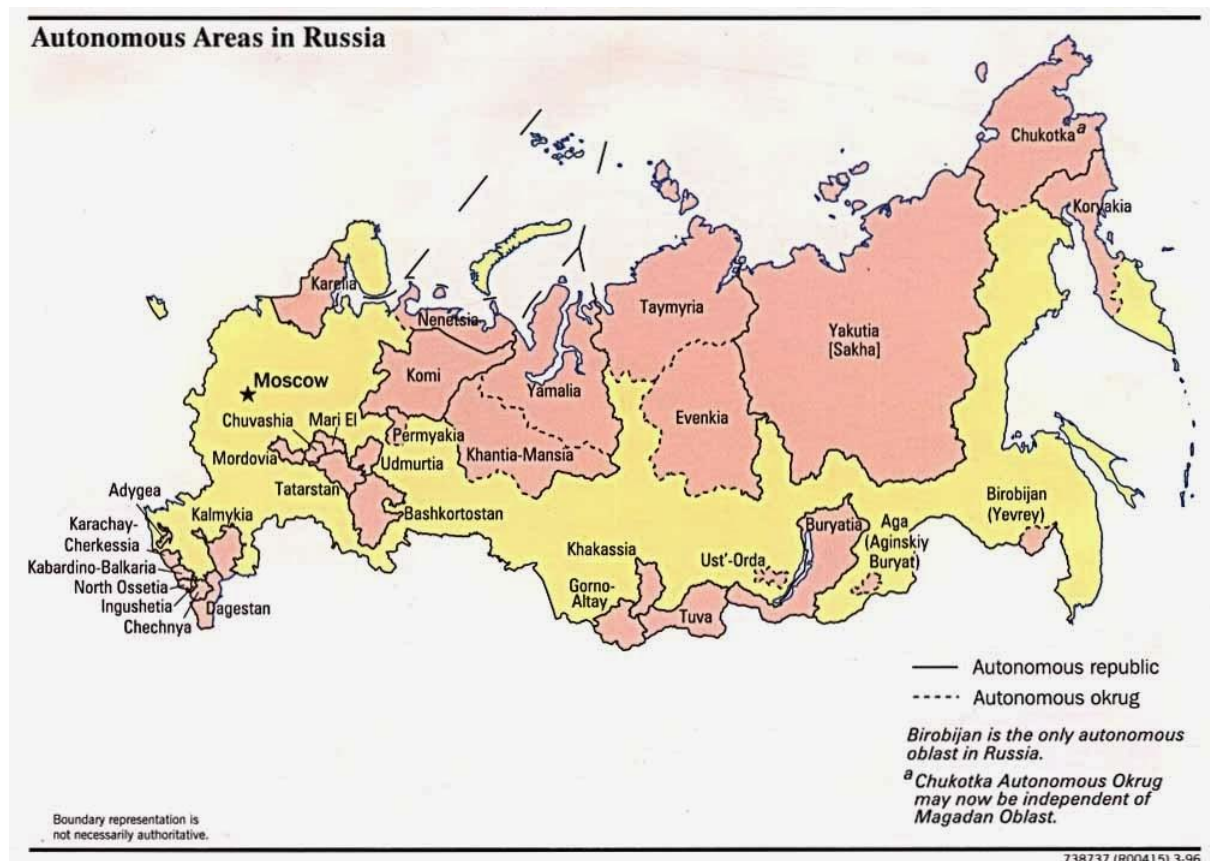 Autonomous Areas in Russia
Chukotka a
Koryakia
Karelia
Nenetsia
Taymyria
Yakutia
[Sakha]
Moscow
Komi
Yamalia
Evenkia
Chuvashia
Mari El
Permyakia
Khantia-Mansia
Mordovia
Udmurtia
Tatarstan
Adygea
Kalmykia
Bashkortostan
Birobijan
(Yevrey)
Karachay-
Cherkessia
Buryatia
Aga
(Aginskiy
Buryat)
Khakassia
Ust'-Orda
Kabardino-Balkaria
North Ossetia
Gorno-
Altay
Ingushetia
Dagestan
Chechnya
Tuva
Autonomous republic
Autonomous okrug
Birobijan is the only autonomous
oblast in Russia.
a Chukotka Autonomous Okrug
may now be independent of
Magadan Oblast.
Boundary representation is
not necessarily authoritative.
738737 (R00415) 3-96